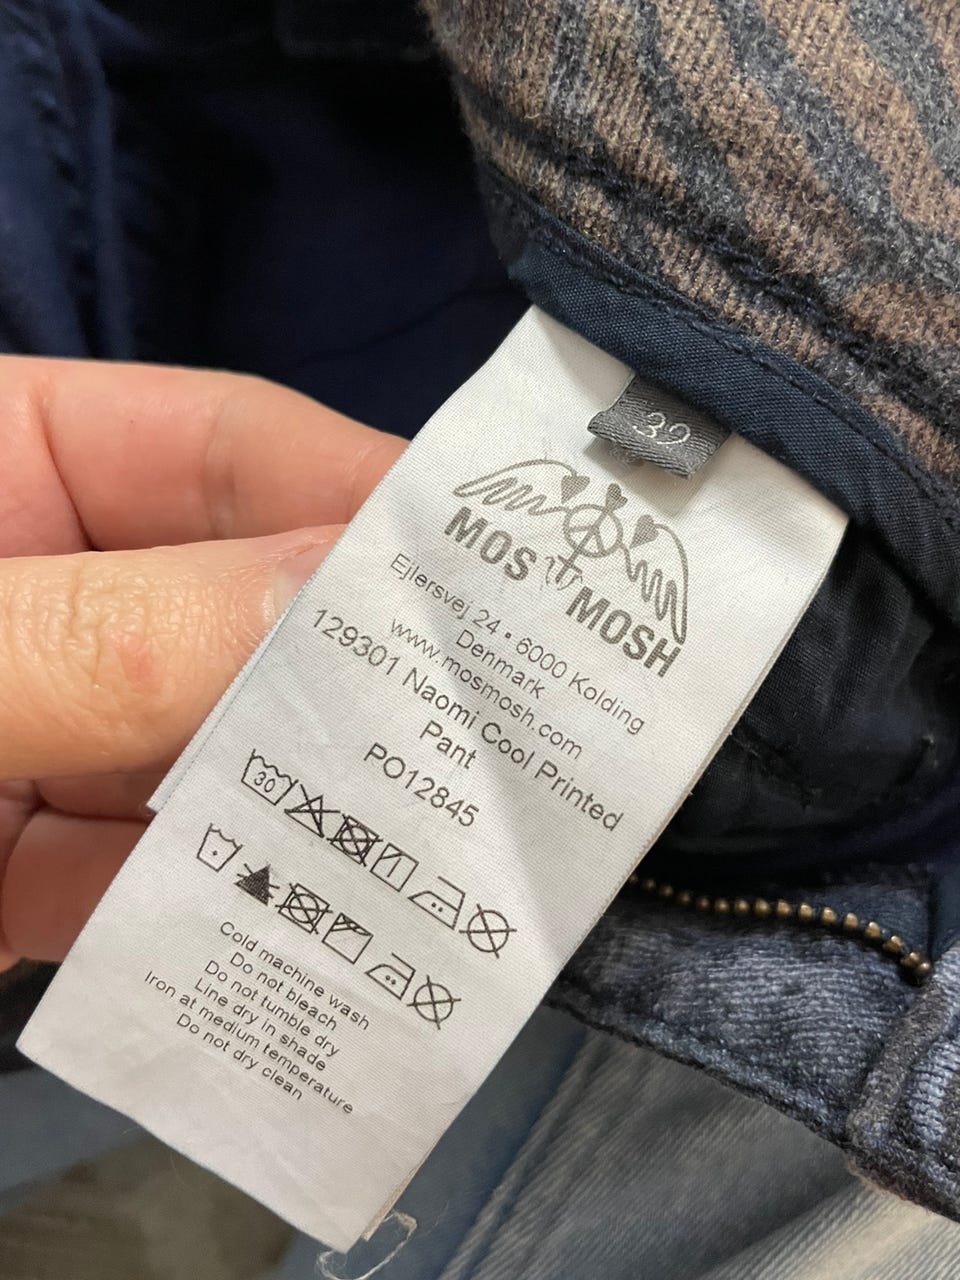 32
MOS MOSH
Ejlersvej 24 • 6000 Kolding
Denmark
www.mosmosh.com
129301 Naomi Cool Printed
Pant
PO12845
30
Cold machine wash
Do not bleach
Do not tumble dry
Line dry in shade
Iron at medium temperature
Do not dry clean